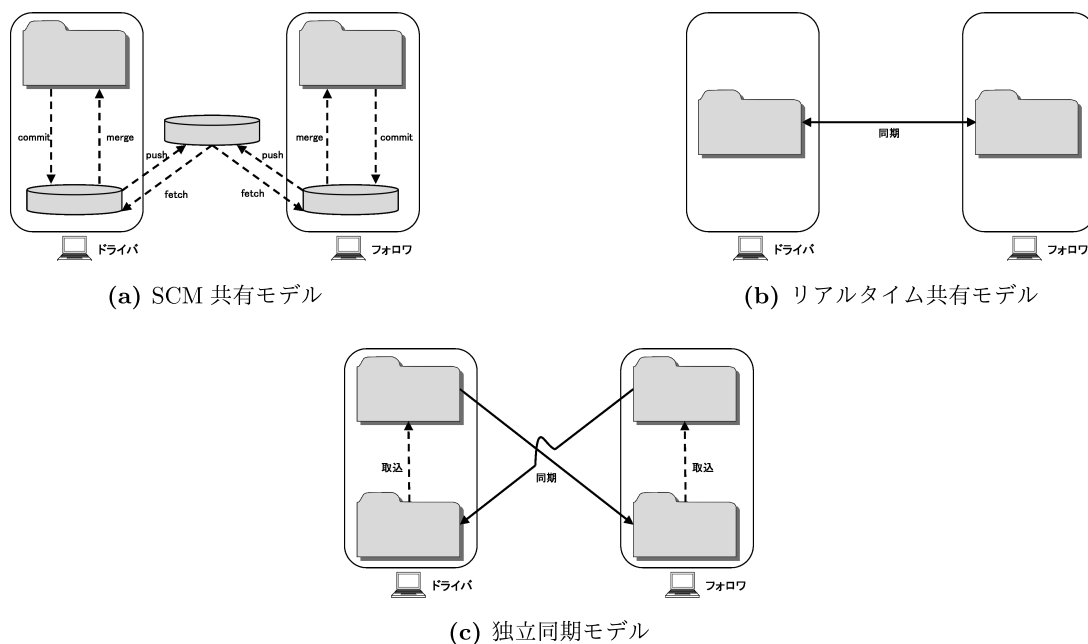 commit
merge
push
fetch
push
fetch
merge
commit
ドライバ
フォロワ
(a) SCM 共有モデル
同期
ドライバ
フォロワ
(b) リアルタイム共有モデル
取込
同期
取込
ドライバ
フォロワ
(c) 独立同期モデル